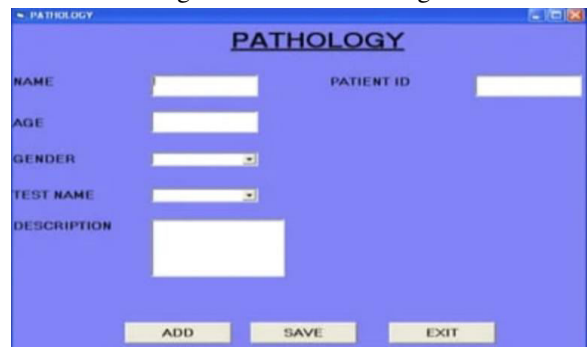 PATHOLOGY
PATHOLOGY
NAME
PATIENT ID
AGE
GENDER
TEST NAME
DESCRIPTION
ADD SAVE EXIT